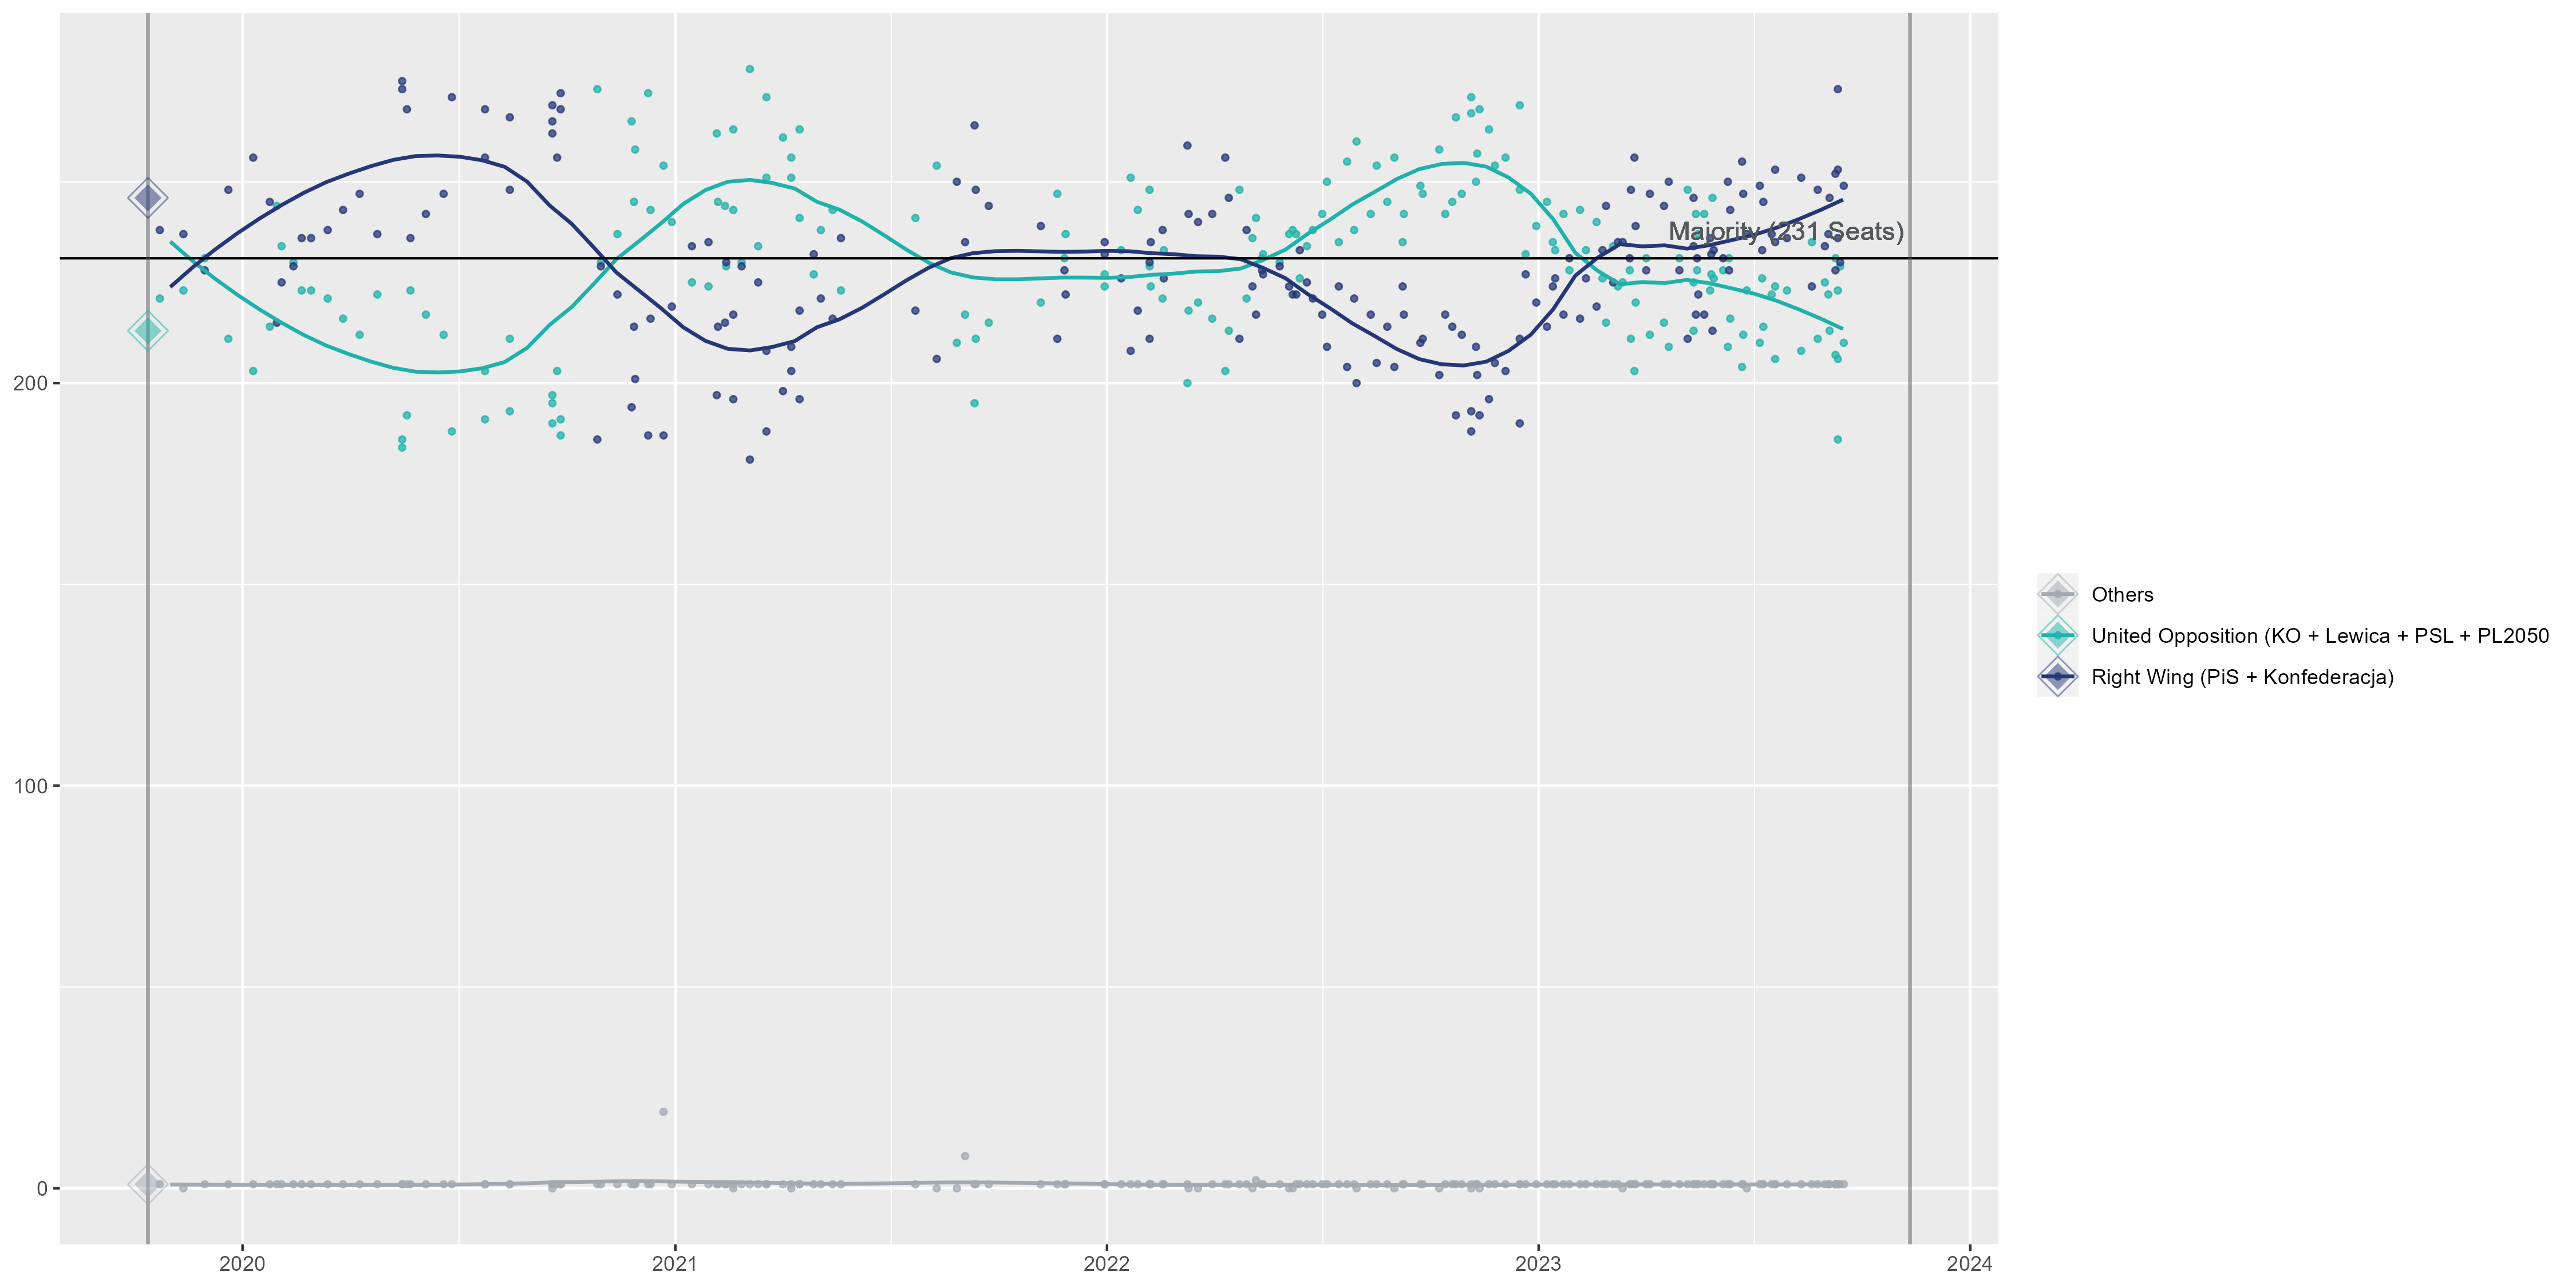 Majority (231 Seats)
200
100
0
2020
2021
2022
2023
2024
Others
United Opposition (KO + Lewica + PSL + PL2050
Right Wing (PiS + Konfederacja)